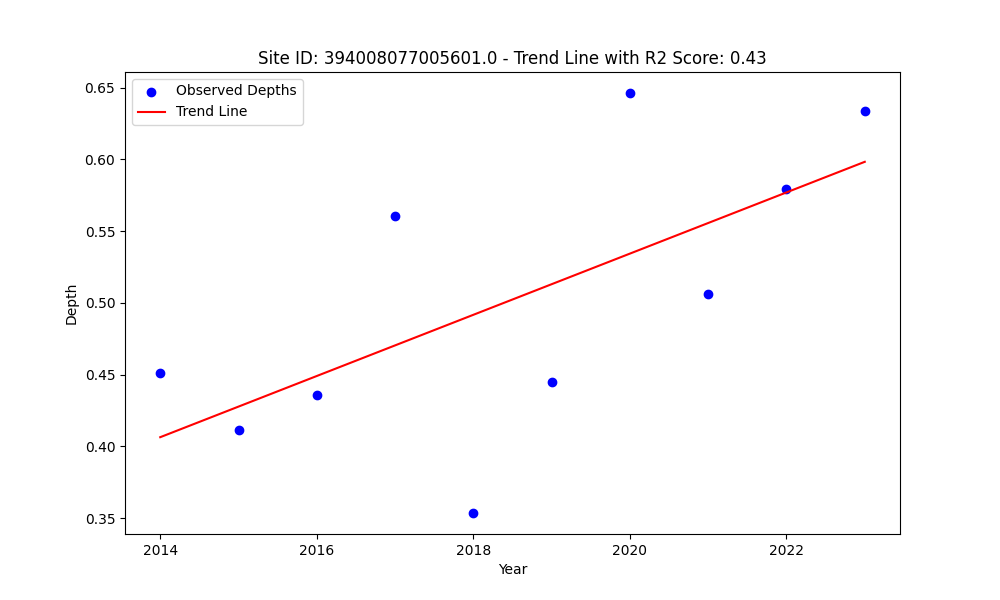 Site ID: 394008077005601.0 - Trend Line with R2 Score: 0.43
Observed Depths
Trend Line
0.65
0.60
0.55
0.50
0.45
0.40
0.35
Depth
2014
2016
2018
2020
2022
Year